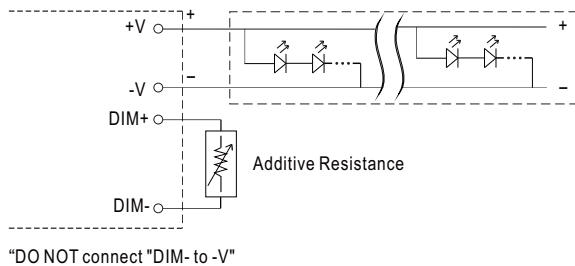 +
+V
+
-V
−
−
DIM+
Additive Resistance
DIM-
“DO NOT connect "DIM- to -V"